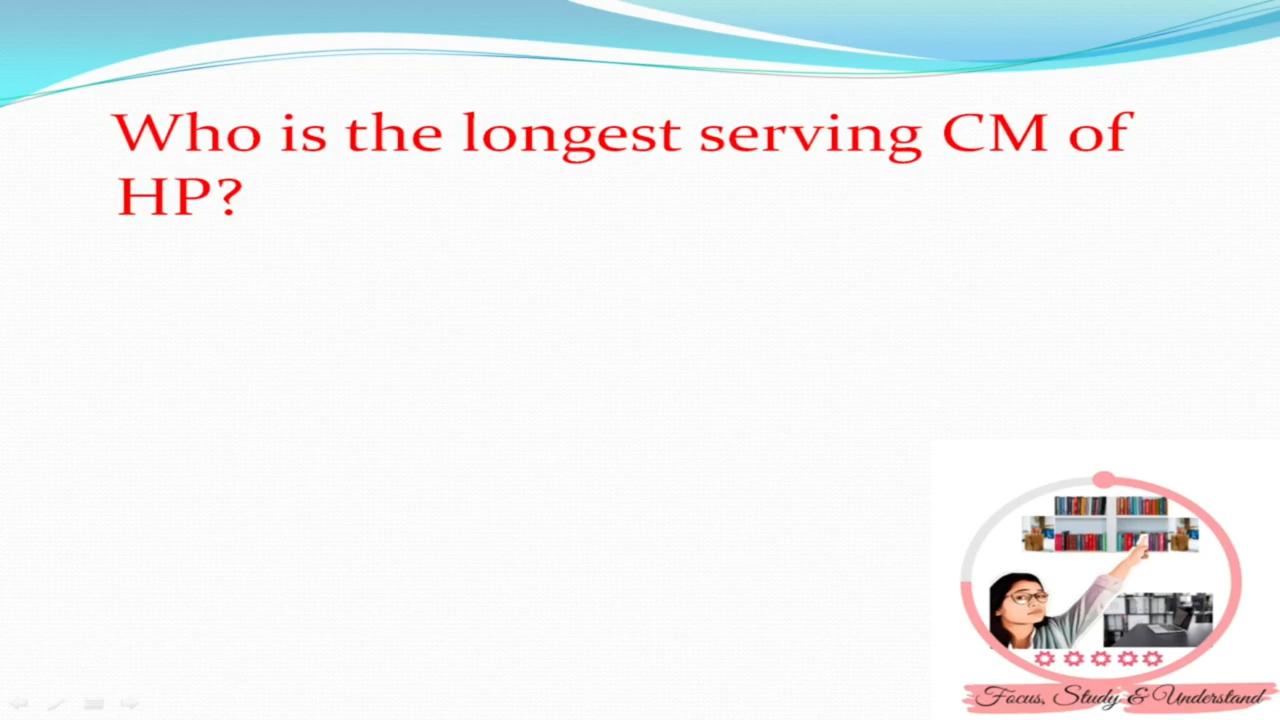 Who is the longest serving CM of
HP?
Focus, Study & Understand